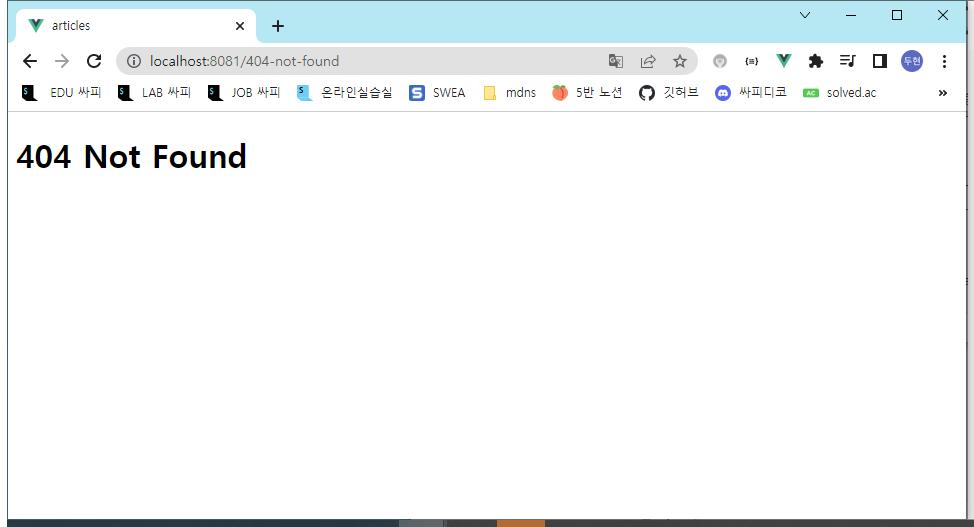 articles
localhost:8081/404-not-found
두현
EDU 싸피 LAB 싸피 JOB 싸피 온라인실습실 SWEA mdns 5반 노션 깃허브 싸피디코 solved.ac »
404 Not Found